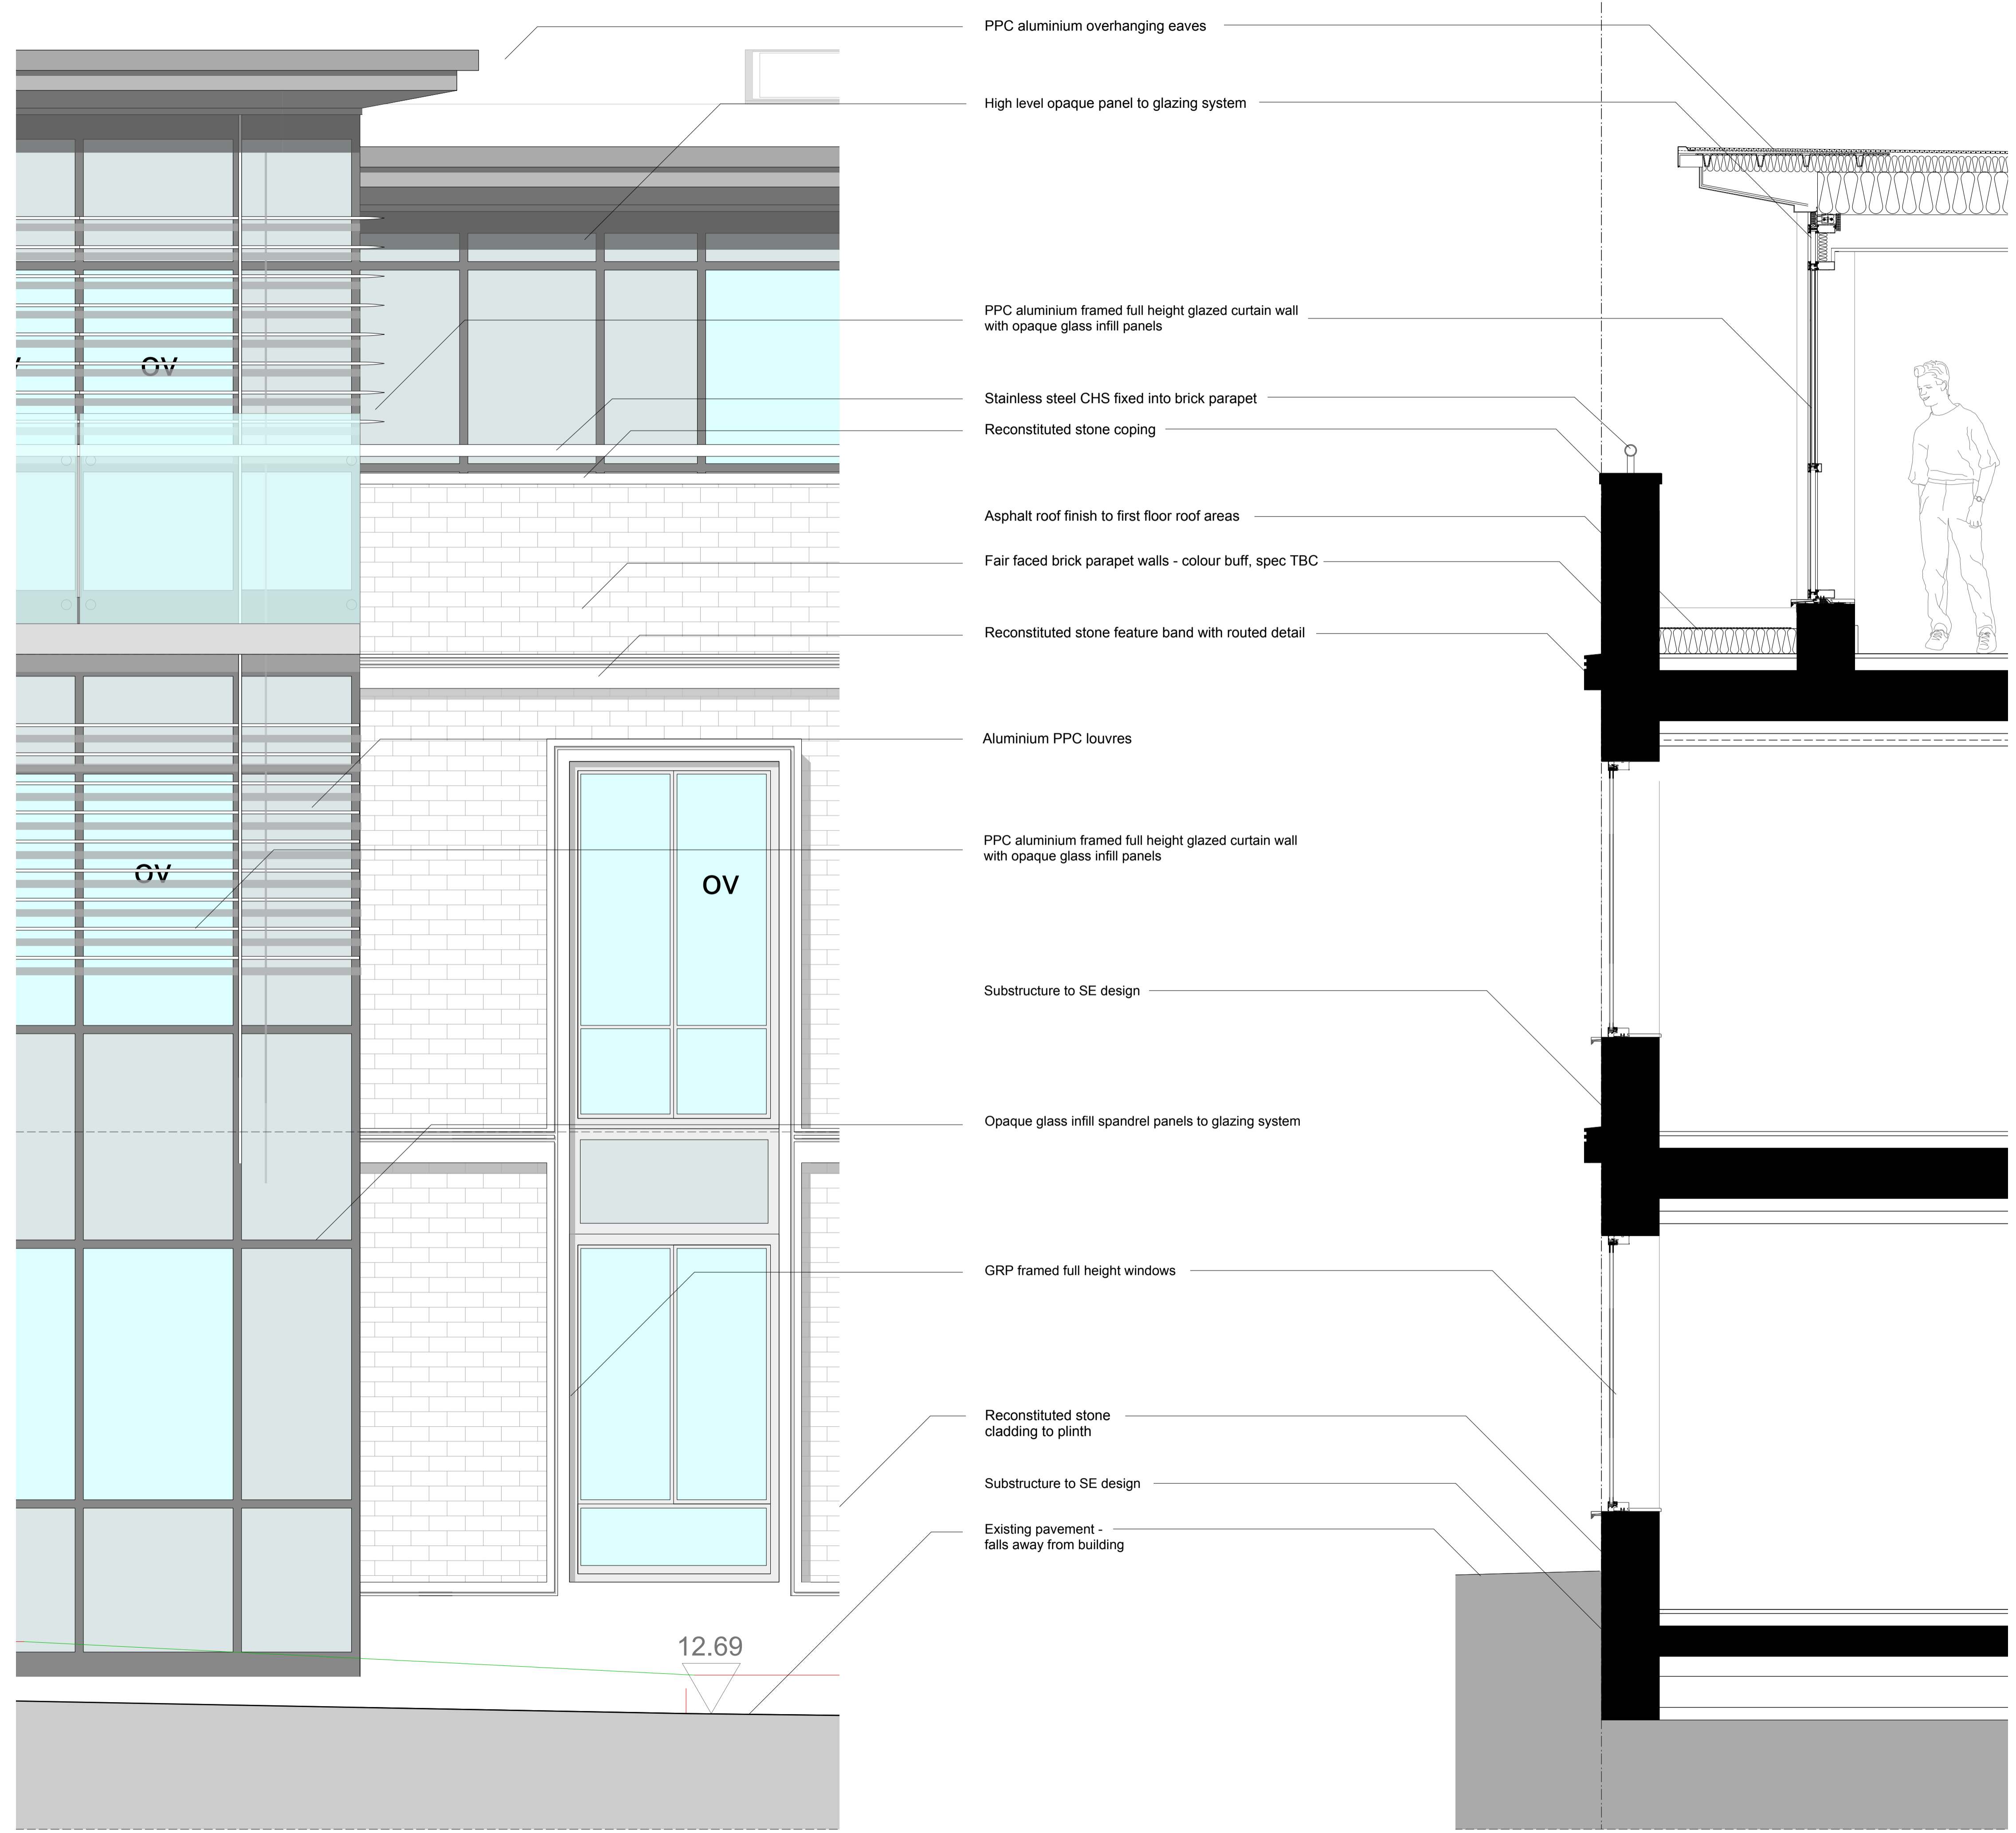 PPC aluminium overhanging eaves
High level opaque panel to glazing system
PPC aluminium framed full height glazed curtain wall
with opaque glass infill panels
OV
Stainless steel CHS fixed into brick parapet
Reconstituted stone coping
Asphalt roof finish to first floor roof areas
Fair faced brick parapet walls - colour buff, spec TBC
Reconstituted stone feature band with routed detail
Aluminium PPC louvres
PPC aluminium framed full height glazed curtain wall
with opaque glass infill panels
OV
OV
Substructure to SE design
Opaque glass infill spandrel panels to glazing system
GRP framed full height windows
Reconstituted stone
cladding to plinth
Substructure to SE design
Existing pavement -
falls away from building
12.69